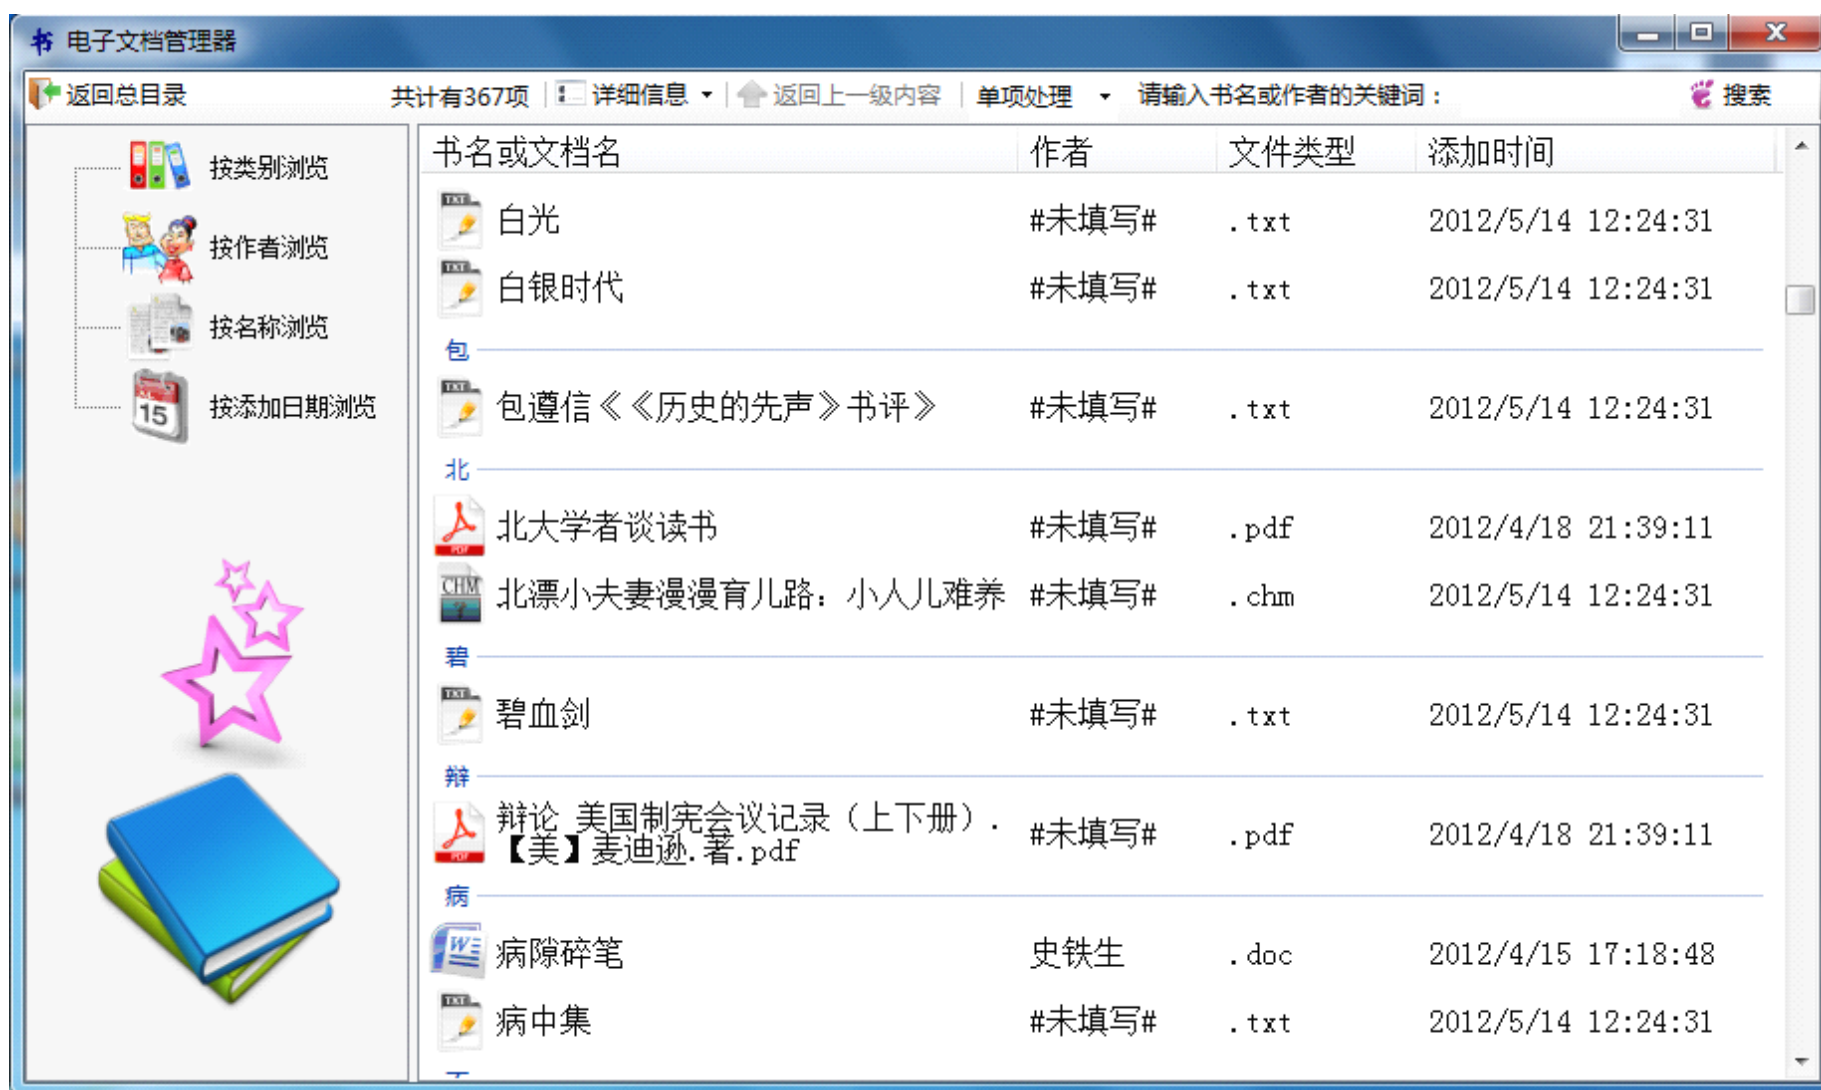 书 电子文档管理器
返回总目录 共计有367项 详细信息 返回上一级内容 单项处理 请输入书名或作者的关键词： 搜索
按类别浏览
按作者浏览
按名称浏览
15 按添加日期浏览
书名或文档名 作者 文件类型 添加时间
TXT 白光 #未填写# .txt 2012/5/14 12:24:31
TXT 白银时代 #未填写# .txt 2012/5/14 12:24:31
包
TXT 包遵信《《历史的先声》书评》 #未填写# .txt 2012/5/14 12:24:31
北
PDF 北大学者谈读书 #未填写# .pdf 2012/4/18 21:39:11
CHM 北漂小夫妻漫漫育儿路：小人儿难养 #未填写# .chm 2012/5/14 12:24:31
碧
TXT 碧血剑 #未填写# .txt 2012/5/14 12:24:31
辩
PDF 辩论 美国制宪会议记录（上下册）. #未填写# .pdf 2012/4/18 21:39:11
【美】麦迪逊.著.pdf
病
W 病隙碎笔 史铁生 .doc 2012/4/15 17:18:48
TXT 病中集 #未填写# .txt 2012/5/14 12:24:31